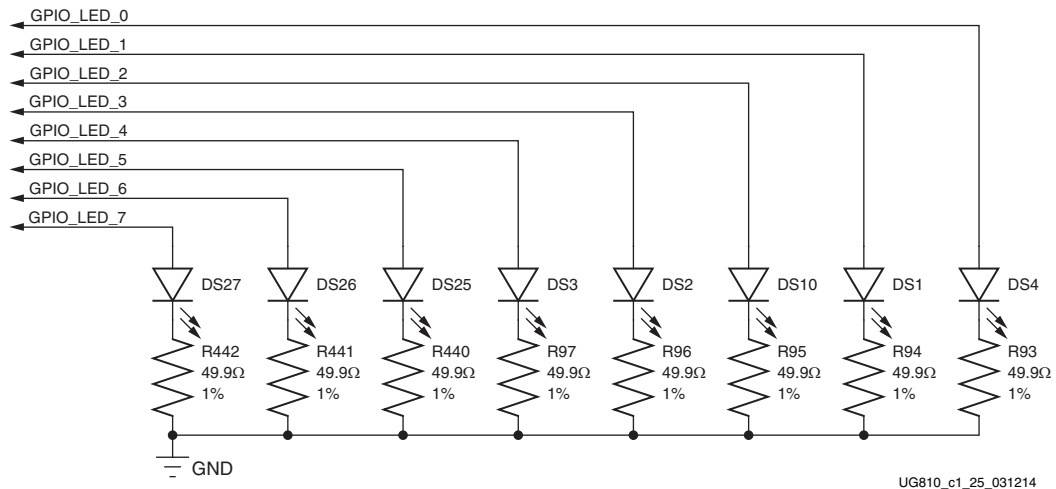 GPIO_LED_0
GPIO_LED_1
GPIO_LED_2
GPIO_LED_3
GPIO_LED_4
GPIO_LED_5
GPIO_LED_6
GPIO_LED_7
DS27 DS26 DS25 DS3 DS2 DS10 DS1 DS4
R442 R441 R440 R97 R96 R95 R94 R93
49.9Ω 49.9Ω 49.9Ω 49.9Ω 49.9Ω 49.9Ω 49.9Ω 49.9Ω
1% 1% 1% 1% 1% 1% 1% 1%
GND
UG810_c1_25_031214